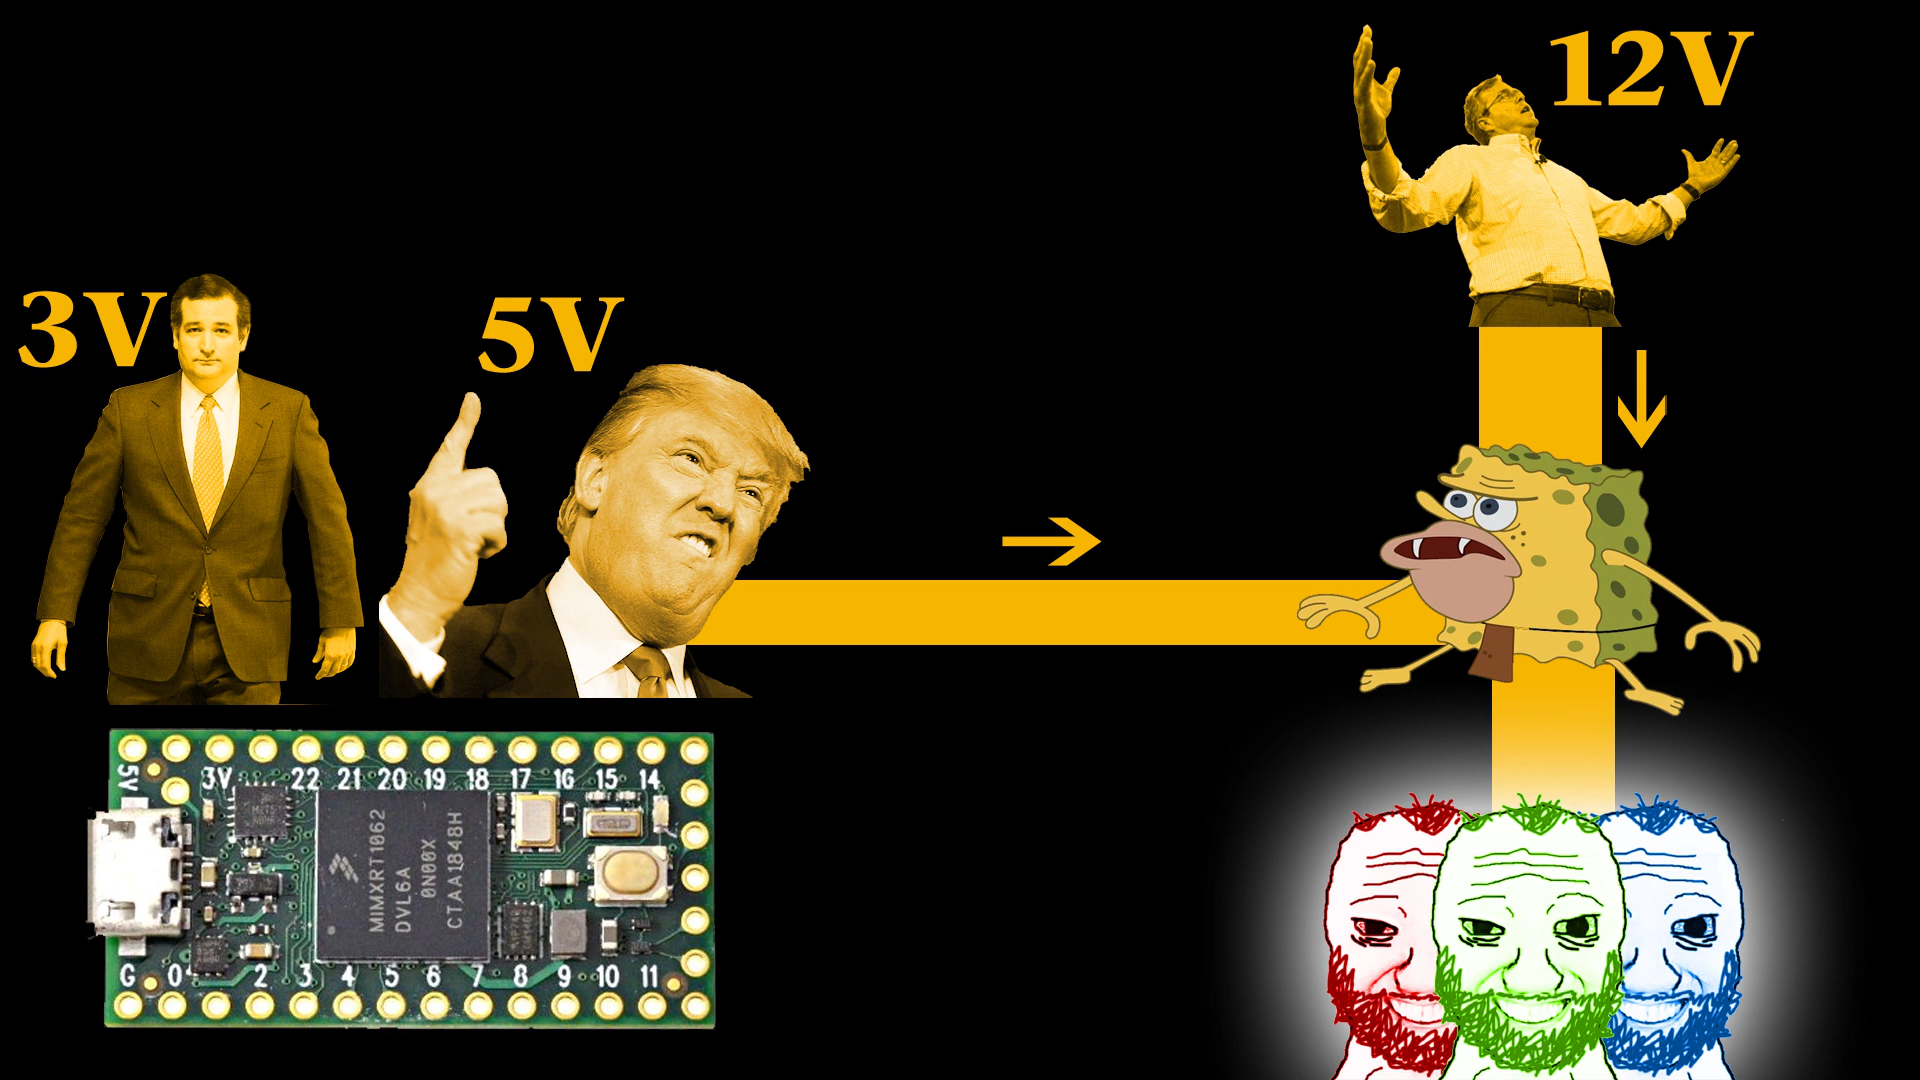 12V
3V
5V
5V 3V 22 21 20 19 18 17 16 15 14
MIMXRT1062
DVL6A
0N00X
CTAA1848H
G 0 2 3 4 5 6 7 8 9 10 11